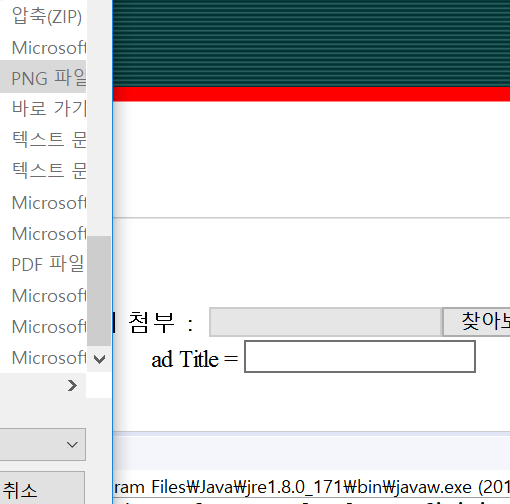 압축(ZIP)
Microsoft
PNG 파일
바로 가기
텍스트 문
텍스트 문
Microsoft
Microsoft
PDF 파일
Microsoft
Microsoft
Microsoft
첨부 :
찾아보
ad Title =
취소
ram Files\Java\jre1.8.0_171\bin\javaw.exe (201